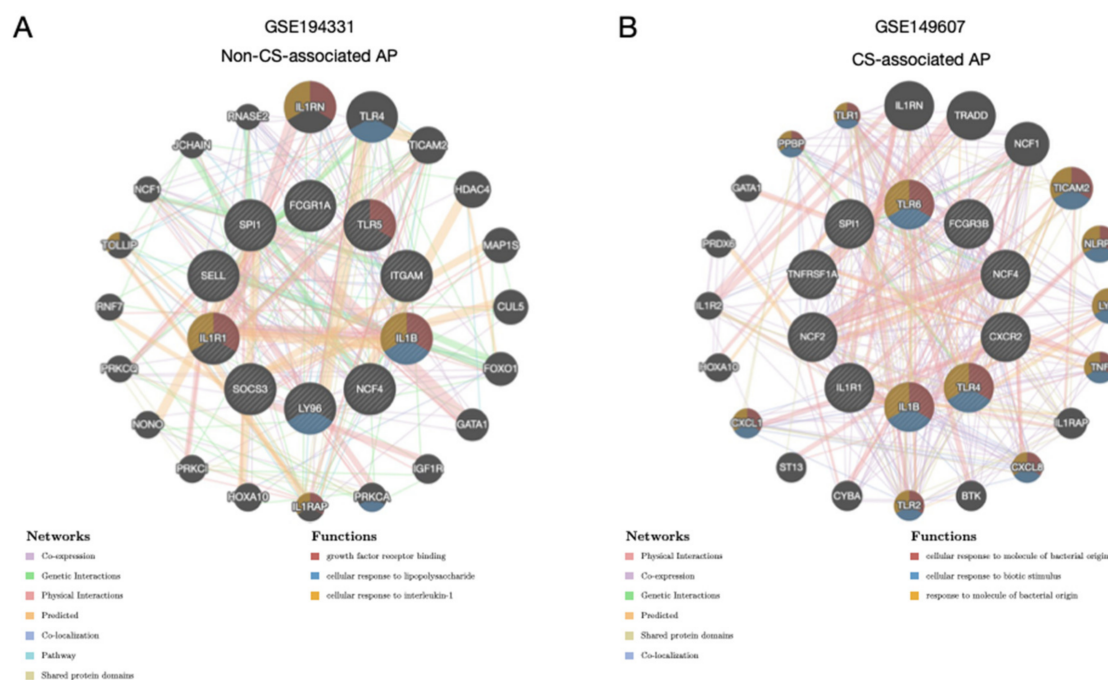 A
GSE194331
Non-CS-associated AP
IL1RN
TLR4
RNASE2
TICAM2
JCHAIN
HDAC4
NCF1
FCGR1A
SPI1
TLR5
TOLLIP
MAP1S
SELL
ITGAM
RNF7
CUL5
IL1R1
IL1B
PRKCQ
FOXO1
SOCS3
NCF4
LY96
NONO
GATA1
PRKCI
IGF1R
HOXA10
IL1RAP
PRKCA
Networks
Co-expression
Genetic Interactions
Physical Interactions
Predicted
Co-localization
Pathway
Shared protein domains
Functions
growth factor receptor binding
cellular response to lipopolysaccharide
cellular response to interleukin-1
B
GSE149607
CS-associated AP
IL1RN
TRADD
TLR1
PPBP
NCF1
GATA1
TLR6
TICAM2
SPI1
FCGR3B
PRDX6
NLRP
TNFRSF1A
NCF4
IL1R2
LY
NCF2
CXCR2
HOXA10
TNF
IL1R1
TLR4
IL1B
CXCL1
IL1RAP
ST13
CXCL8
CYBA
BTK
TLR2
Networks
Physical Interactions
Co-expression
Genetic Interactions
Predicted
Shared protein domains
Co-localization
Functions
cellular response to molecule of bacterial origin
cellular response to biotic stimulus
response to molecule of bacterial origin